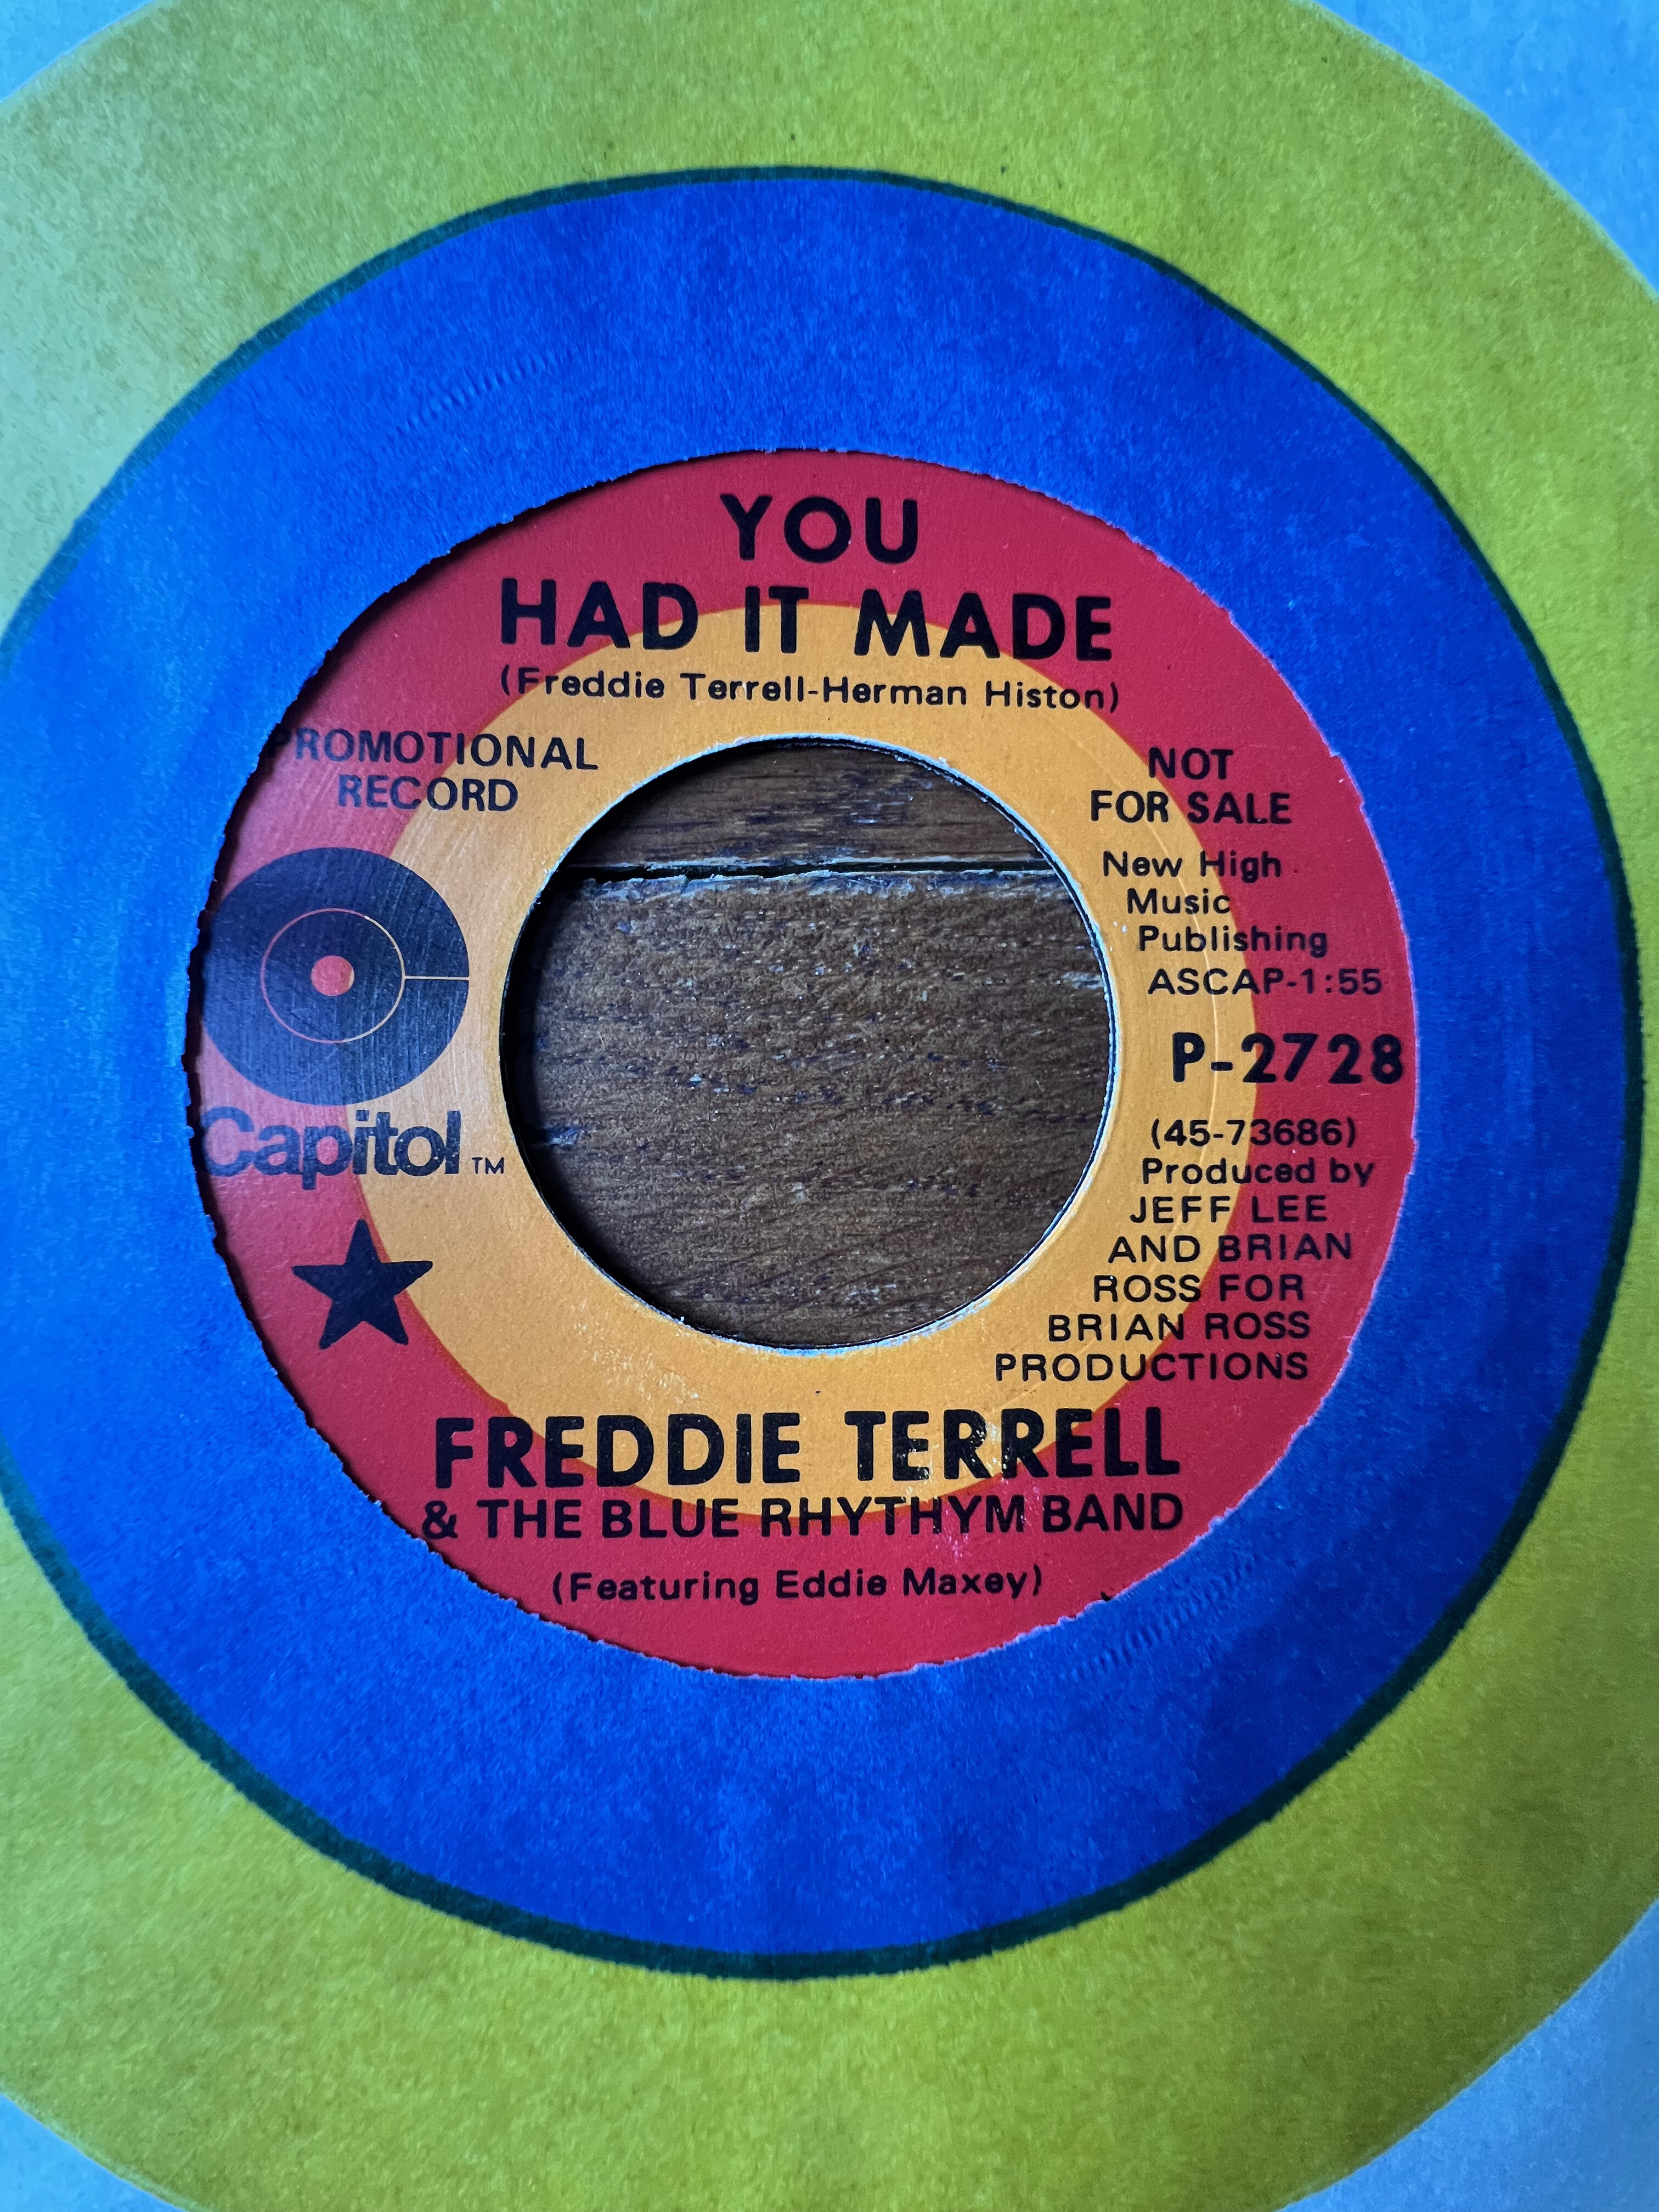 YOU
HAD IT MADE
(Freddie Terrell-Herman Histon)
PROMOTIONAL
RECORD
NOT
FOR SALE
New High
Music
Publishing
ASCAP-1:55
P-2728
(45-73686)
Produced by
JEFF LEE
AND BRIAN
ROSS FOR
BRIAN ROSS
PRODUCTIONS
Capitol TM
FREDDIE TERRELL
& THE BLUE RHYTHYM BAND
(Featuring Eddie Maxey)